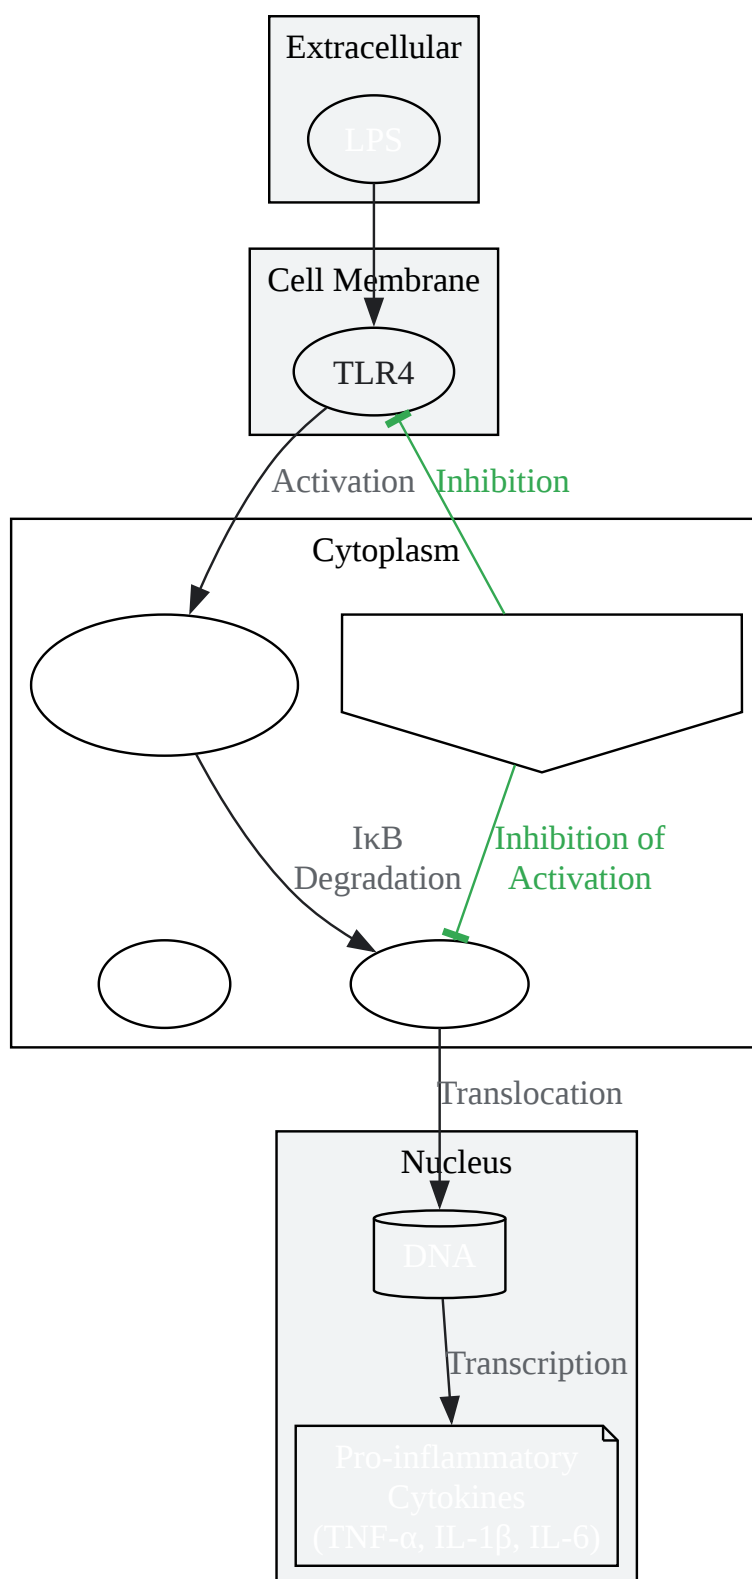 Extracellular
LPS
Cell Membrane
TLR4
Activation
Inhibition
Cytoplasm
IκB
Degradation
Inhibition of
Activation
Translocation
Nucleus
DNA
Transcription
Pro-inflammatory
Cytokines
(TNF-α, IL-1β, IL-6)